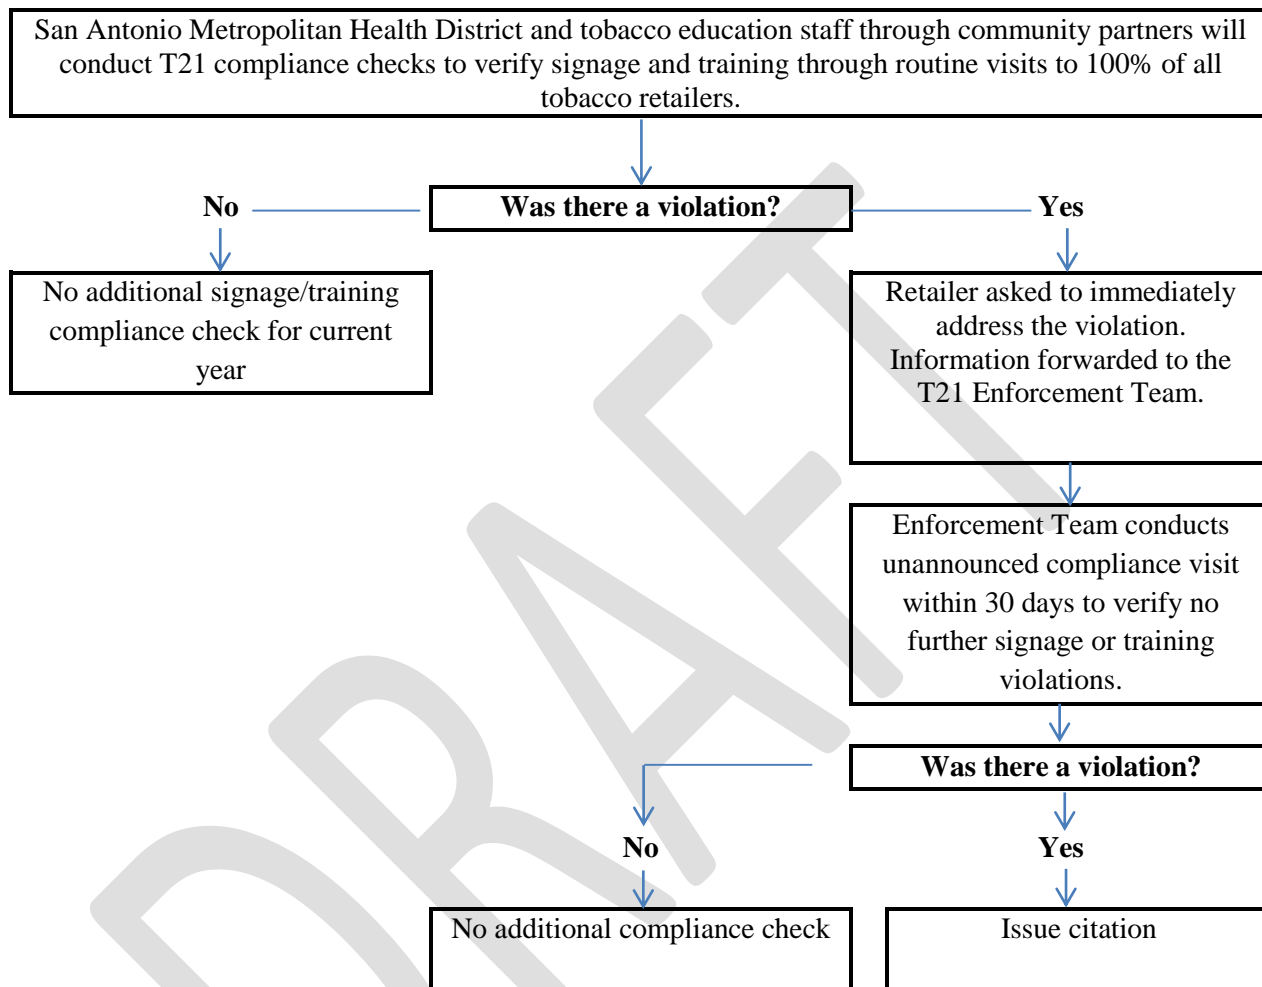 San Antonio Metropolitan Health District and tobacco education staff through community partners will
conduct T21 compliance checks to verify signage and training through routine visits to 100% of all
tobacco retailers.
No
Was there a violation?
Yes
No additional signage/training
compliance check for current
year
Retailer asked to immediately
address the violation.
Information forwarded to the
T21 Enforcement Team.
Enforcement Team conducts
unannounced compliance visit
within 30 days to verify no
further signage or training
violations.
Was there a violation?
No
Yes
No additional compliance check
Issue citation
DRAFT